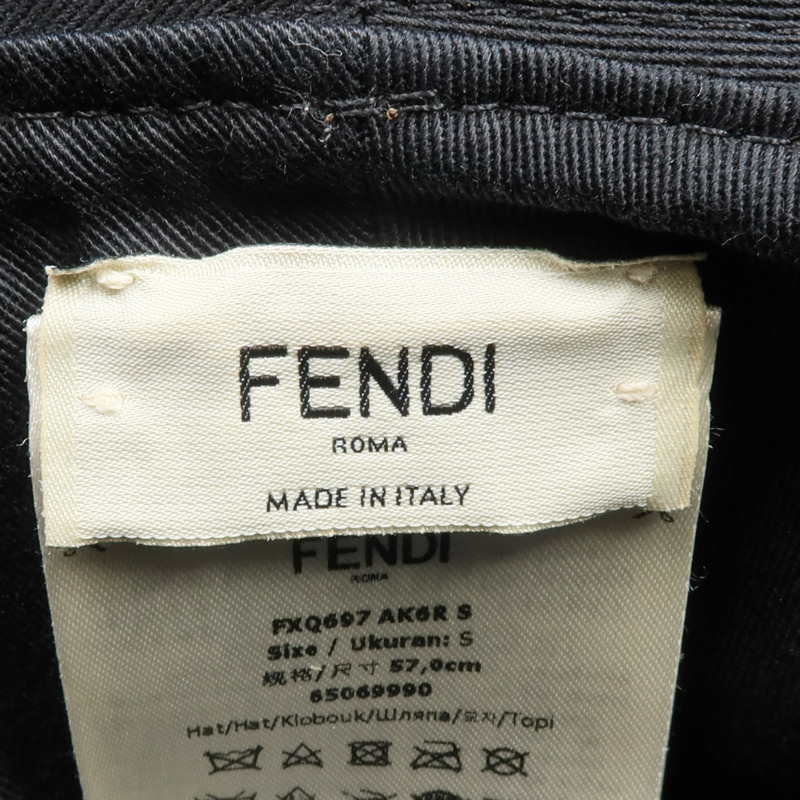 FENDI
ROMA
MADE IN ITALY
FENDI
ROMA
FXQ697 AK6R S
Size / Ukuran: S
规格/尺寸 57,0cm
65069990
Hat/Hat/Klobouk/Шляпа/모자/Topi